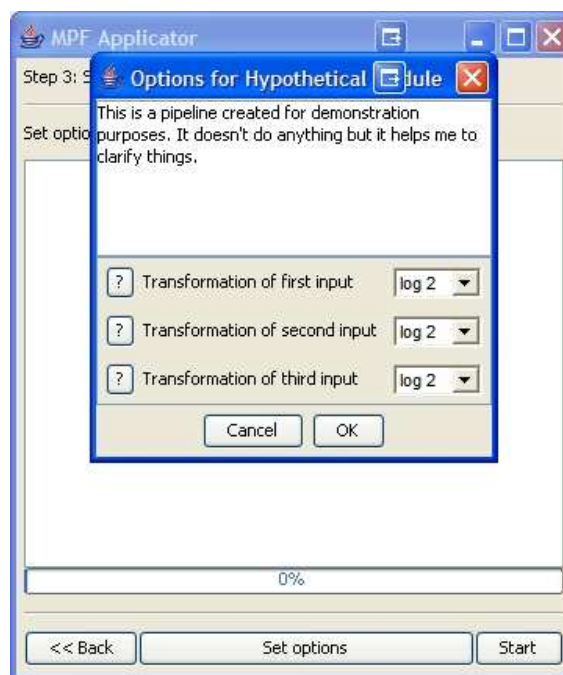 MPF Applicator
Step 3: S
Options for Hypothetical dule
Set optio
This is a pipeline created for demonstration
purposes. It doesn't do anything but it helps me to
clarify things.
? Transformation of first input log 2
? Transformation of second input log 2
? Transformation of third input log 2
Cancel OK
0%
<< Back Set options Start